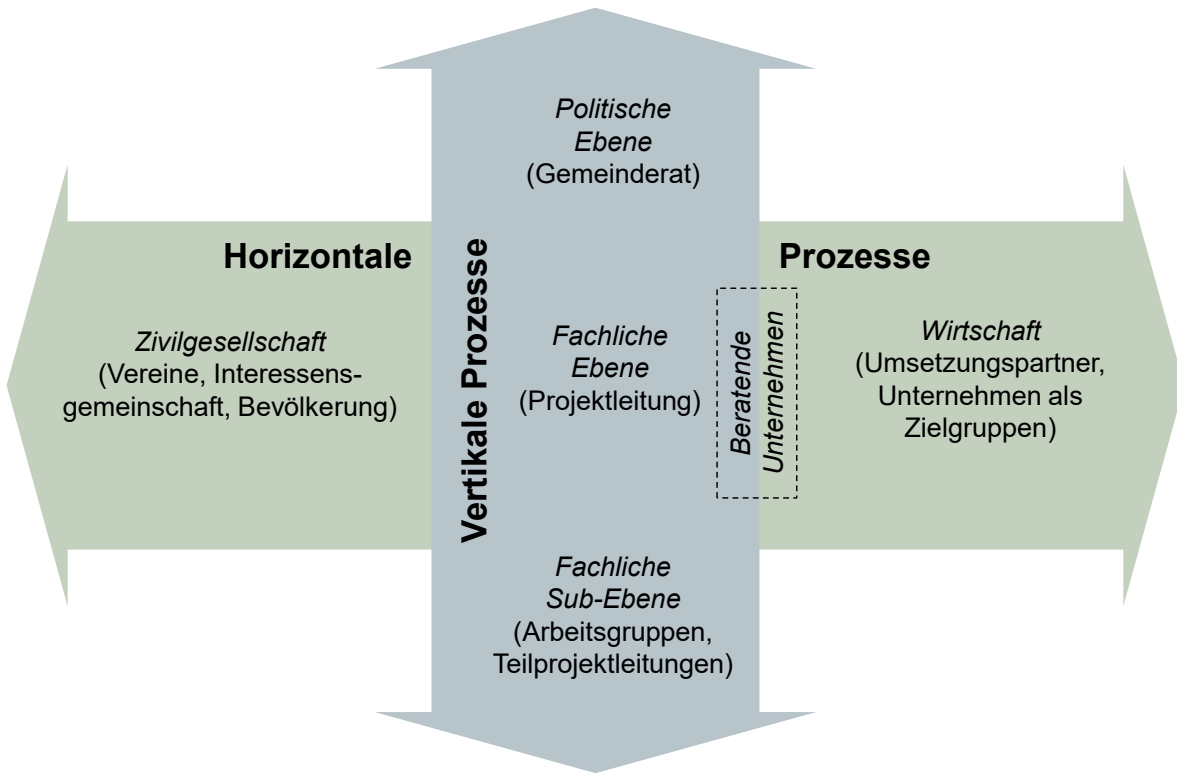 Politische
Ebene
(Gemeinderat)
Horizontale
Prozesse
Vertikale Prozesse
Zivilgesellschaft
(Vereine, Interessens-
gemeinschaft, Bevölkerung)
Fachliche
Ebene
(Projektleitung)
Beratende
Unternehmen
Wirtschaft
(Umsetzungspartner,
Unternehmen als
Zielgruppen)
Fachliche
Sub-Ebene
(Arbeitsgruppen,
Teilprojektleitungen)